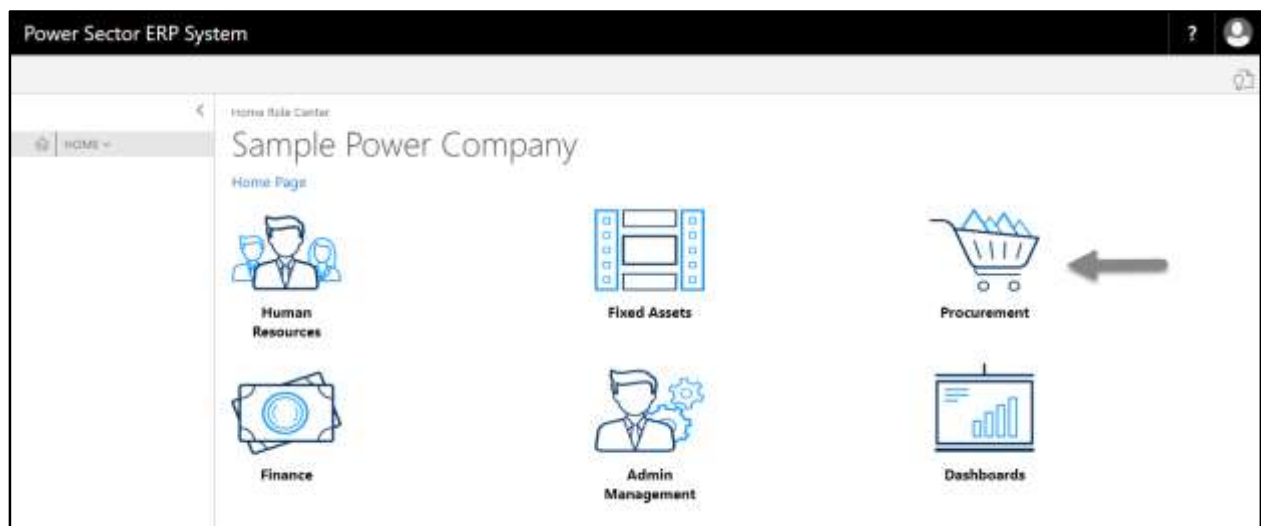 Power Sector ERP System
?
Home Role Center
HOME
Sample Power Company
Home Page
Human
Resources
Fixed Assets
Procurement
Finance
Admin
Management
Dashboards